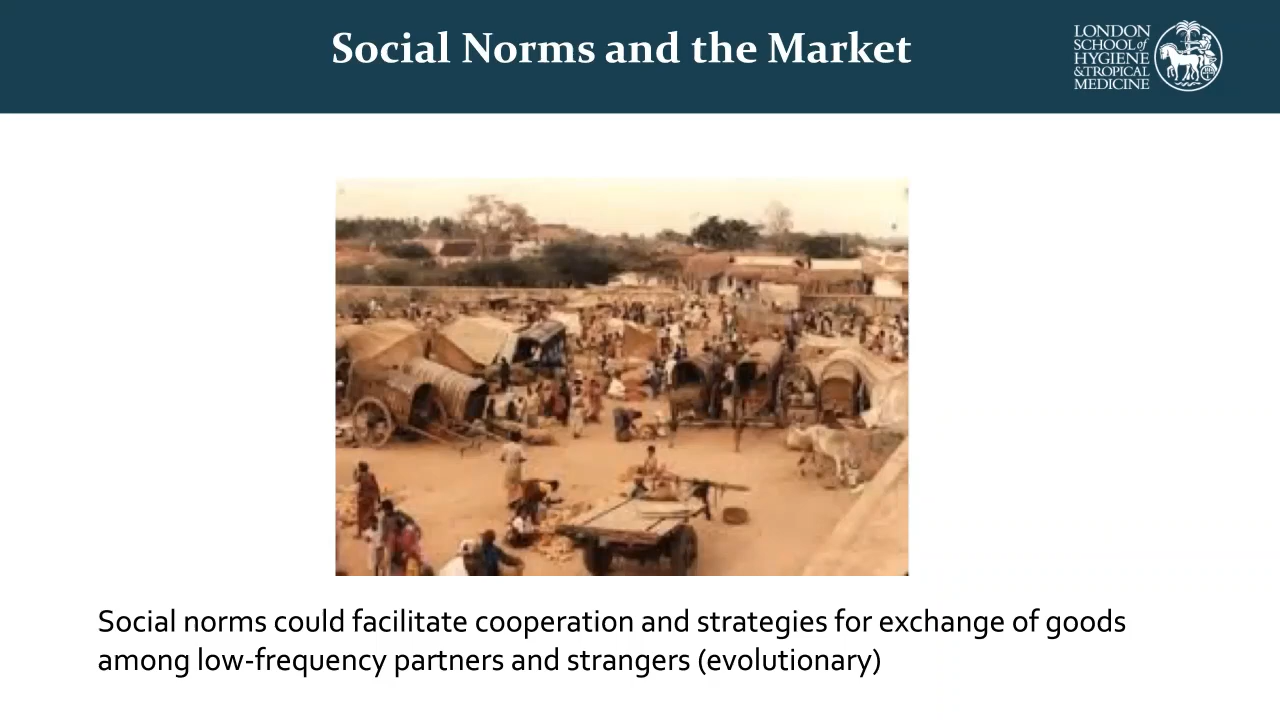 Social Norms and the Market
LONDON
SCHOOL of
HYGIENE
& TROPICAL
MEDICINE
Social norms could facilitate cooperation and strategies for exchange of goods
among low-frequency partners and strangers (evolutionary)